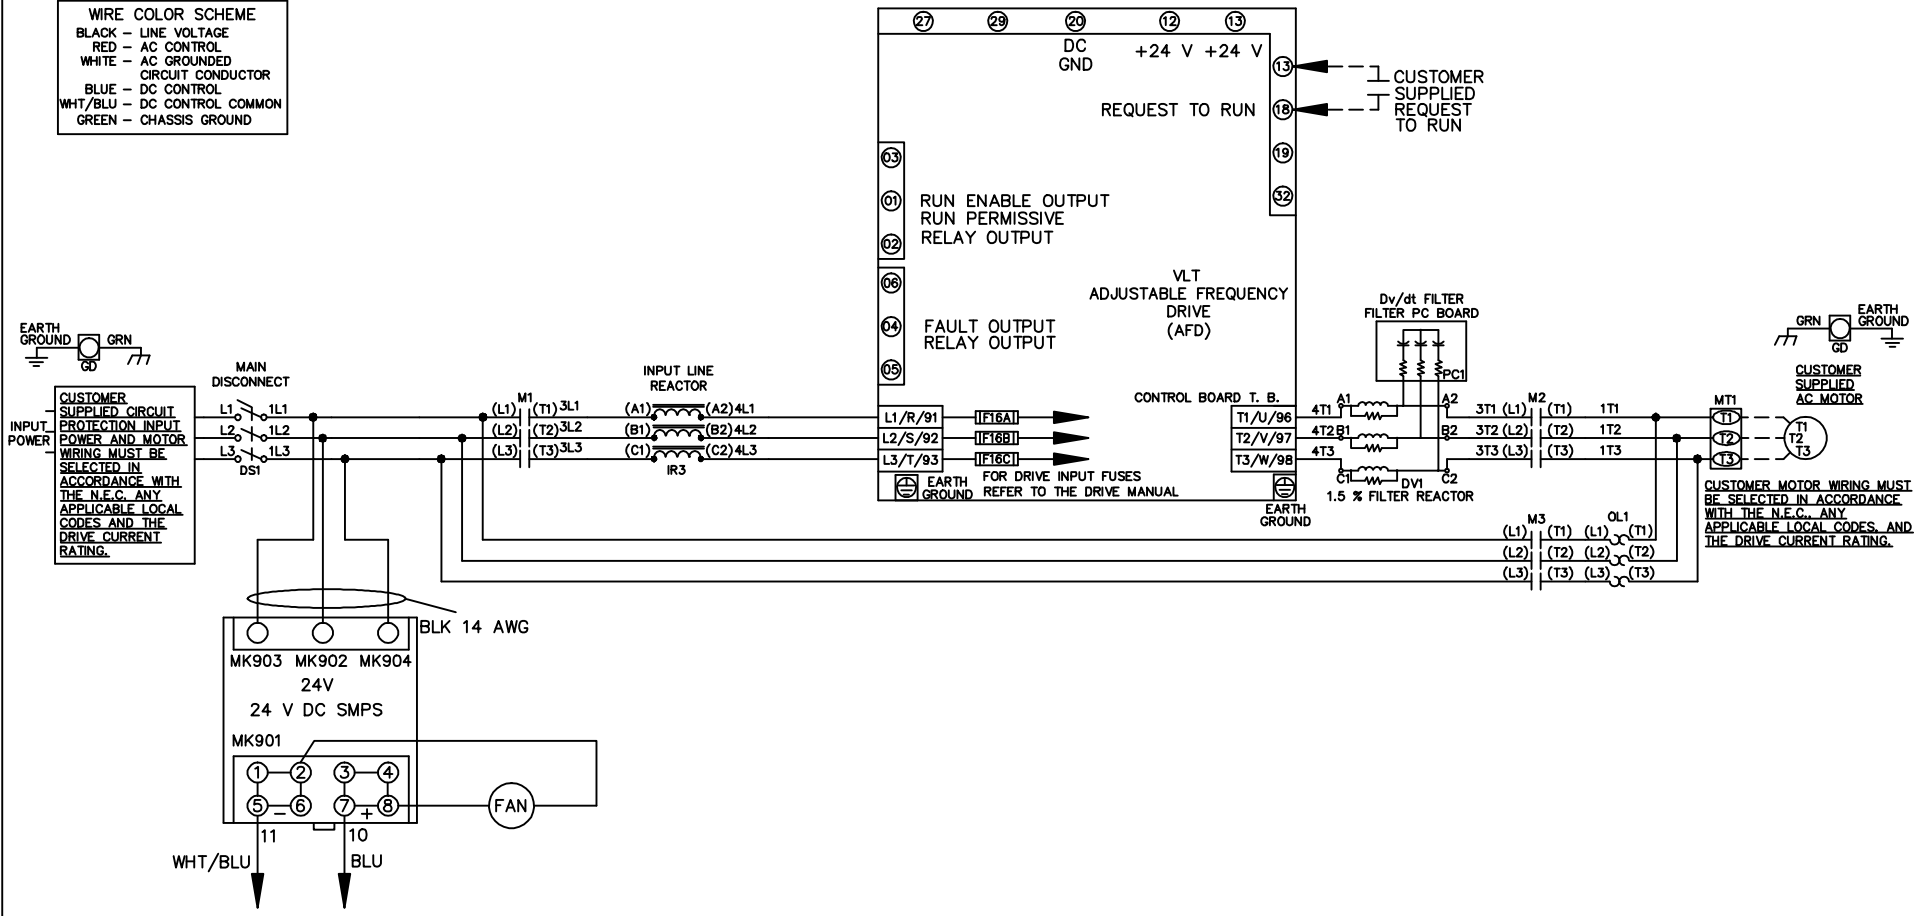 WIRE COLOR SCHEME
BLACK – LINE VOLTAGE
RED – AC CONTROL
WHITE – AC GROUNDED
CIRCUIT CONDUCTOR
BLUE – DC CONTROL
WHT/BLU – DC CONTROL COMMON
GREEN – CHASSIS GROUND
27 29 20 12 13
DC
GND
+24 V +24 V
13
REQUEST TO RUN 18
19
32
CUSTOMER
SUPPLIED
REQUEST
TO RUN
03
01
02
RUN ENABLE OUTPUT
RUN PERMISSIVE
RELAY OUTPUT
06
04
05
FAULT OUTPUT
RELAY OUTPUT
VLT
ADJUSTABLE FREQUENCY
DRIVE
(AFD)
CONTROL BOARD T. B.
L1/R/91 IF16A
L2/S/92 IF16B
L3/T/93 IF16C
T1/U/96
T2/V/97
T3/W/98
EARTH
GROUND
FOR DRIVE INPUT FUSES
REFER TO THE DRIVE MANUAL
EARTH
GROUND
EARTH
GROUND
GRN
GD
INPUT
POWER
CUSTOMER
SUPPLIED CIRCUIT
PROTECTION INPUT
POWER AND MOTOR
WIRING MUST BE
SELECTED IN
ACCORDANCE WITH
THE N.E.C. ANY
APPLICABLE LOCAL
CODES AND THE
DRIVE CURRENT
RATING.
MAIN
DISCONNECT
L1 1L1
L2 1L2
L3 1L3
DS1
M1
(L1) (T1) 3L1
(L2) (T2) 3L2
(L3) (T3) 3L3
INPUT LINE
REACTOR
(A1) (A2) 4L1
(B1) (B2) 4L2
(C1) (C2) 4L3
IR3
Dv/dt FILTER
FILTER PC BOARD
PC1
4T1 A1 A2
4T2 B1 B2
4T3 C1 C2
DV1
1.5 % FILTER REACTOR
M2
3T1 (L1) (T1) 1T1
3T2 (L2) (T2) 1T2
3T3 (L3) (T3) 1T3
M3 OL1
(L1) (T1) (L1) (T1)
(L2) (T2) (L2) (T2)
(L3) (T3) (L3) (T3)
MT1
T1
T2
T3
T1
T2
T3
GRN
GD
EARTH
GROUND
CUSTOMER
SUPPLIED
AC MOTOR
CUSTOMER MOTOR WIRING MUST
BE SELECTED IN ACCORDANCE
WITH THE N.E.C., ANY
APPLICABLE LOCAL CODES, AND
THE DRIVE CURRENT RATING.
BLK 14 AWG
MK903 MK902 MK904
24V
24 V DC SMPS
MK901
1 2 3 4
5 – 6 7 + 8
FAN
11 10
WHT/BLU BLU